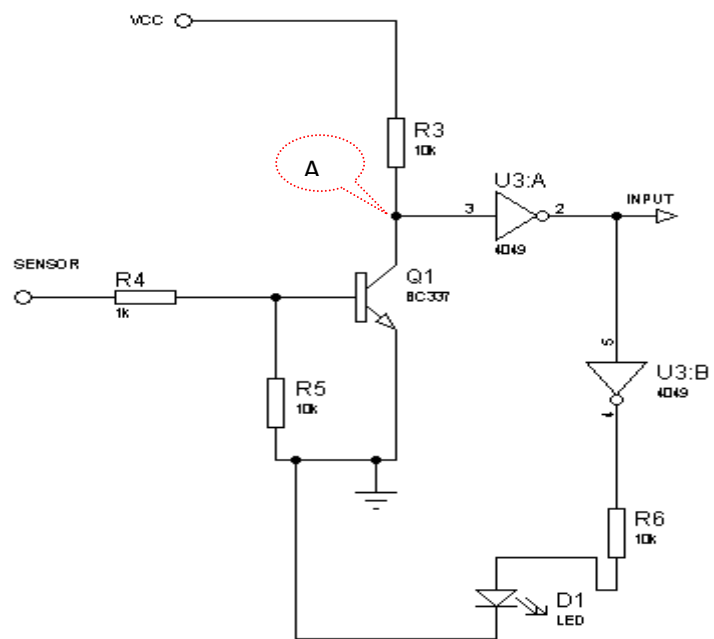 VCC
R3
10k
A
U3:A
3
2
4049
INPUT
SENSOR
R4
1k
Q1
BC337
5
U3:B
4049
4
R5
10k
R6
10k
D1
LED